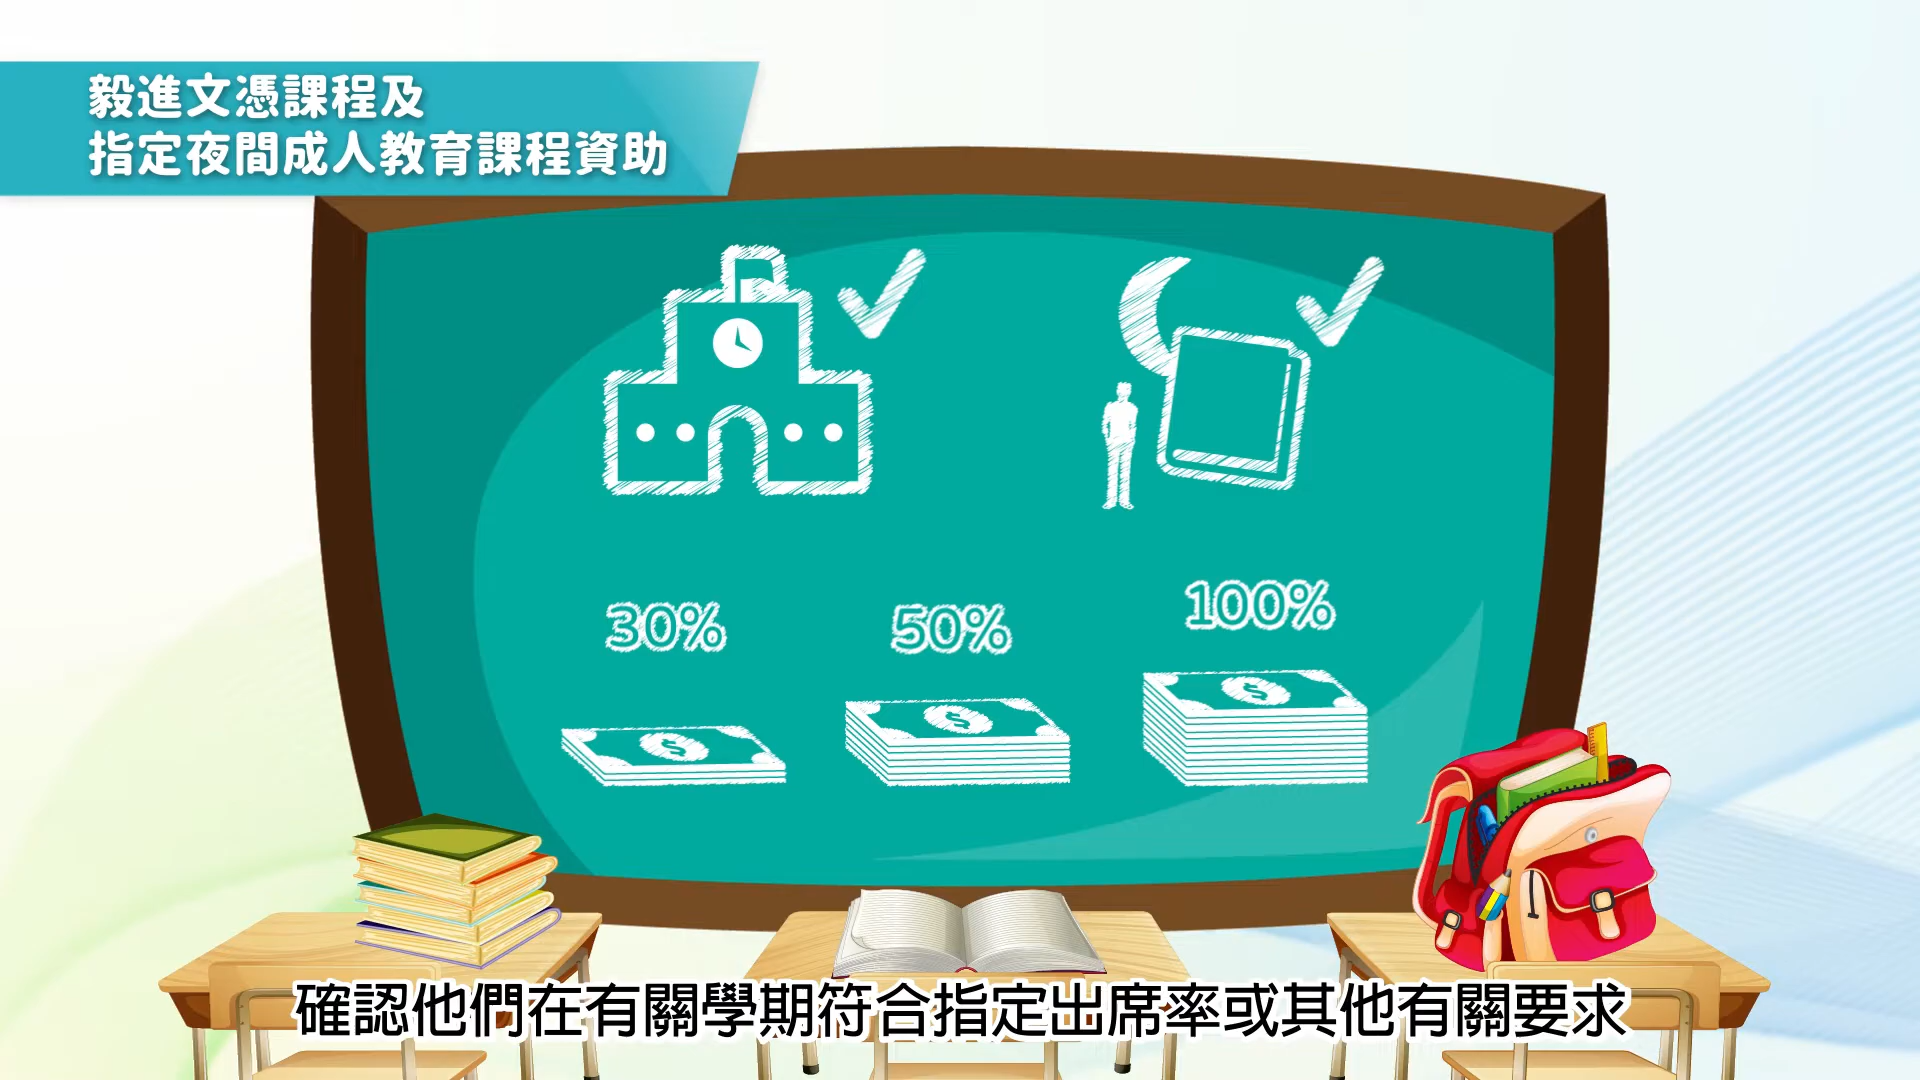 毅進文憑課程及
指定夜間成人教育課程資助
30%
50%
100%
$
$
$
確認他們在有關學期符合指定出席率或其他有關要求